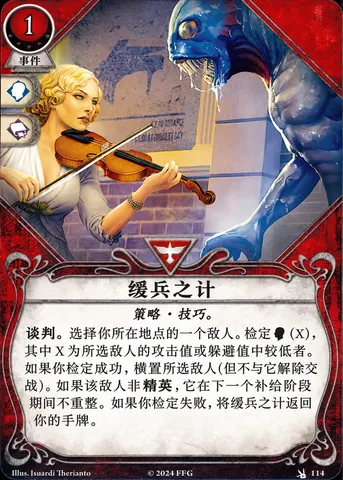 1
事件
缓兵之计
策略・技巧。
谈判。选择你所在地点的一个敌人。检定(X),
其中X为所选敌人的攻击值或躲避值中较低者。
如果你检定成功，横置所选敌人(但不与它解除交
战)。如果该敌人非精英，它在下一个补给阶段
期间不重整。如果你检定失败，将缓兵之计返回
你的手牌。
Illus. Isuardi Therianto
© 2024 FFG
114